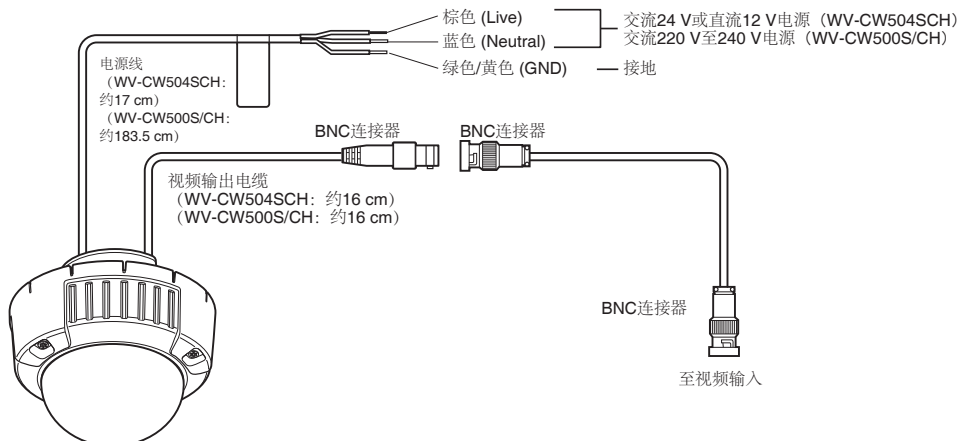 棕色 (Live)
蓝色 (Neutral)
绿色/黄色 (GND)
交流24 V或直流12 V电源（WV-CW504SCH）
交流220 V至240 V电源（WV-CW500S/CH）
接地
电源线
（WV-CW504SCH：
约17 cm）
（WV-CW500S/CH：
约183.5 cm）
BNC连接器
BNC连接器
视频输出电缆
（WV-CW504SCH：约16 cm）
（WV-CW500S/CH：约16 cm）
BNC连接器
至视频输入